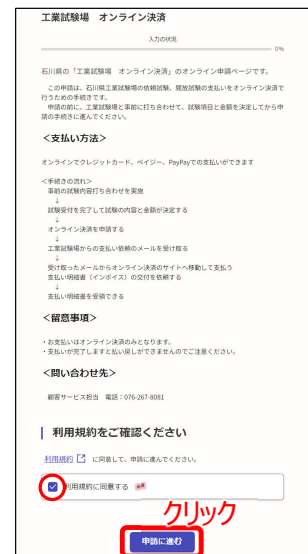 工業試験場　オンライン決済
入力の状況
0%
石川県の「工業試験場　オンライン決済」のオンライン申請ページです。
この申請は、石川県工業試験場の依頼試験、開放試験の支払いをオンライン決済で
行うための手続きです。
申請の前に、工業試験場と事前に打ち合わせて、試験項目と金額を決定してから申
請の手続きに進んでください。
＜支払い方法＞
オンラインでクレジットカード、ペイジー、PayPayでの支払いができます
＜手続きの流れ＞
事前の試験内容打ち合わせを実施
↓
試験受付を完了して試験の内容と金額が決定する
↓
オンライン決済を申請する
↓
工業試験場からの支払い依頼のメールを受け取る
↓
受け取ったメールからオンライン決済のサイトへ移動して支払う
支払い明細書（インボイス）の交付を依頼する
↓
支払い明細書を受領できる
＜留意事項＞
・お支払いはオンライン決済のみとなります。
・支払いが完了しますと払い戻しができませんのでご注意ください。
＜問い合わせ先＞
顧客サービス担当　電話：076-267-8081
利用規約をご確認ください
利用規約 に同意して、申請に進んでください。
利用規約に同意する 必須
クリック
申請に進む